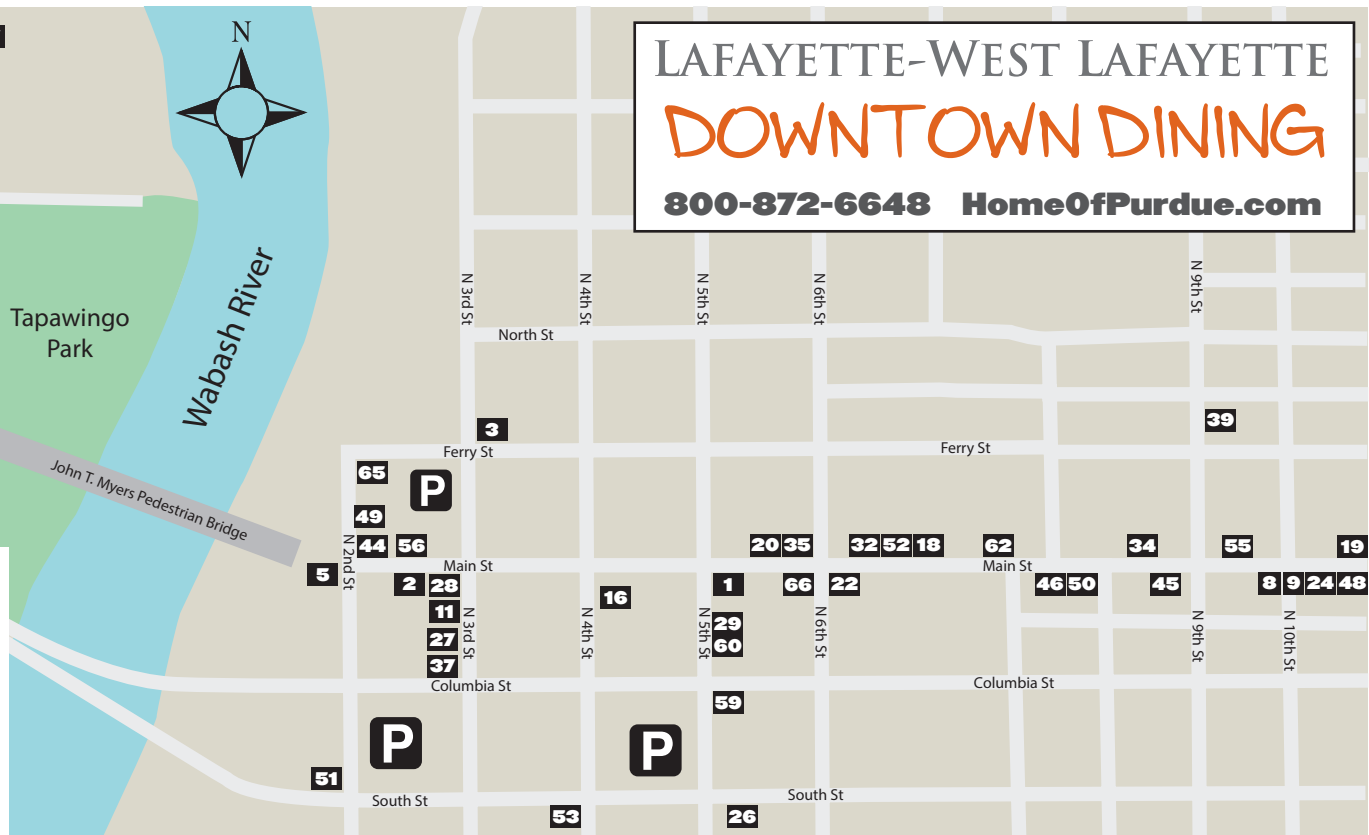 N
LAFAYETTE-WEST LAFAYETTE
DOWNTOWN DINING
800-872-6648 HomeOfPurdue.com
Tapawingo
Park
Wabash River
N 3rd St
N 4th St
N 5th St
N 6th St
N 9th St
North St
3
39
Ferry St
Ferry St
65
P
John T. Myers Pedestrian Bridge
49
N 2nd St
44
56
20
35
32
52
18
62
34
55
19
Main St
Main St
5
2
28
16
1
66
22
46
50
45
8
9
24
48
11
N 3rd St
N 4th St
N 5th St
29
N 6th St
N 9th St
N 10th St
27
60
37
Columbia St
Columbia St
59
P
P
51
South St
South St
53
26